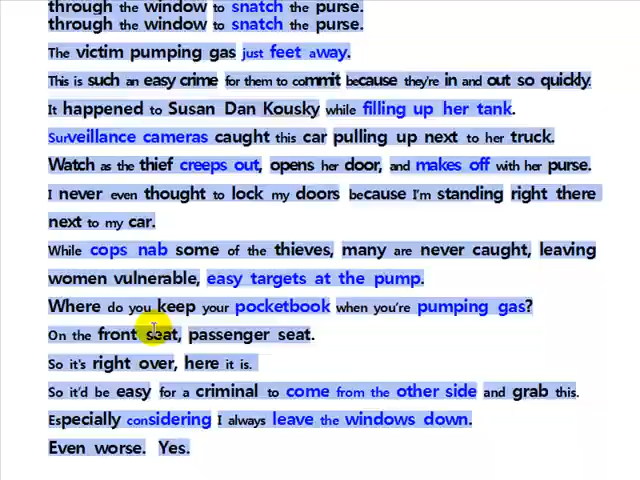 through the window to snatch the purse.
through the window to snatch the purse.
The victim pumping gas just feet away.
This is such an easy crime for them to commit because they're in and out so quickly.
It happened to Susan Dan Kousky while filling up her tank.
Surveillance cameras caught this car pulling up next to her truck.
Watch as the thief creeps out, opens her door, and makes off with her purse.
I never even thought to lock my doors because I'm standing right there
next to my car.
While cops nab some of the thieves, many are never caught, leaving
women vulnerable, easy targets at the pump.
Where do you keep your pocketbook when you're pumping gas?
On the front seat, passenger seat.
So it's right over, here it is.
So it'd be easy for a criminal to come from the other side and grab this.
Especially considering I always leave the windows down.
Even worse. Yes.